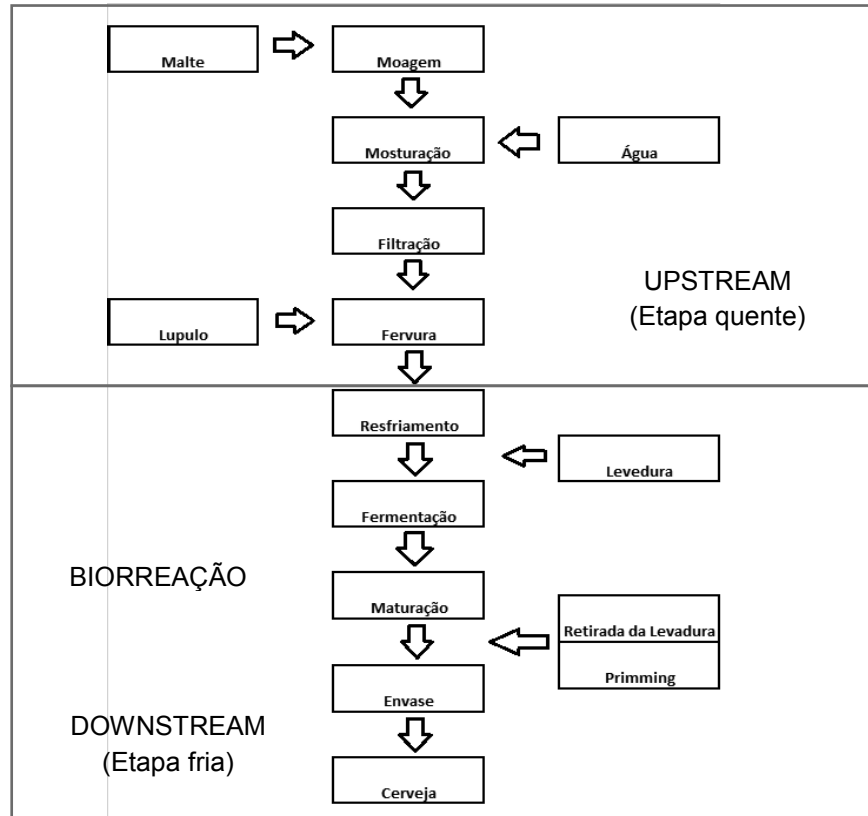 Malte
Moagem
Mosturação
Água
Filtração
UPSTREAM
(Etapa quente)
Lupulo
Fervura
Resfriamento
Levedura
Fermentação
BIORREAÇÃO
Maturação
Retirada da Levadura
Primming
Envase
DOWNSTREAM
(Etapa fria)
Cerveja